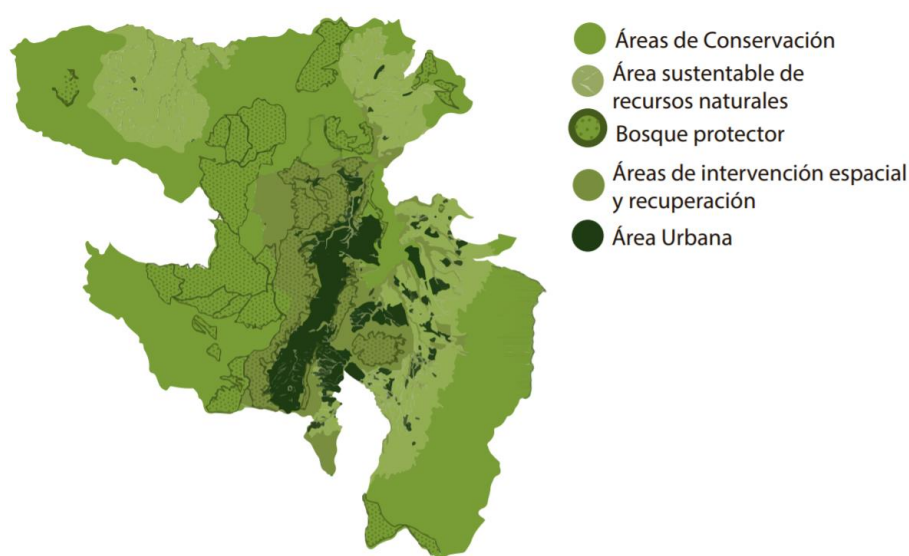 Áreas de Conservación
Área sustentable de
recursos naturales
Bosque protector
Áreas de intervención espacial
y recuperación
Área Urbana